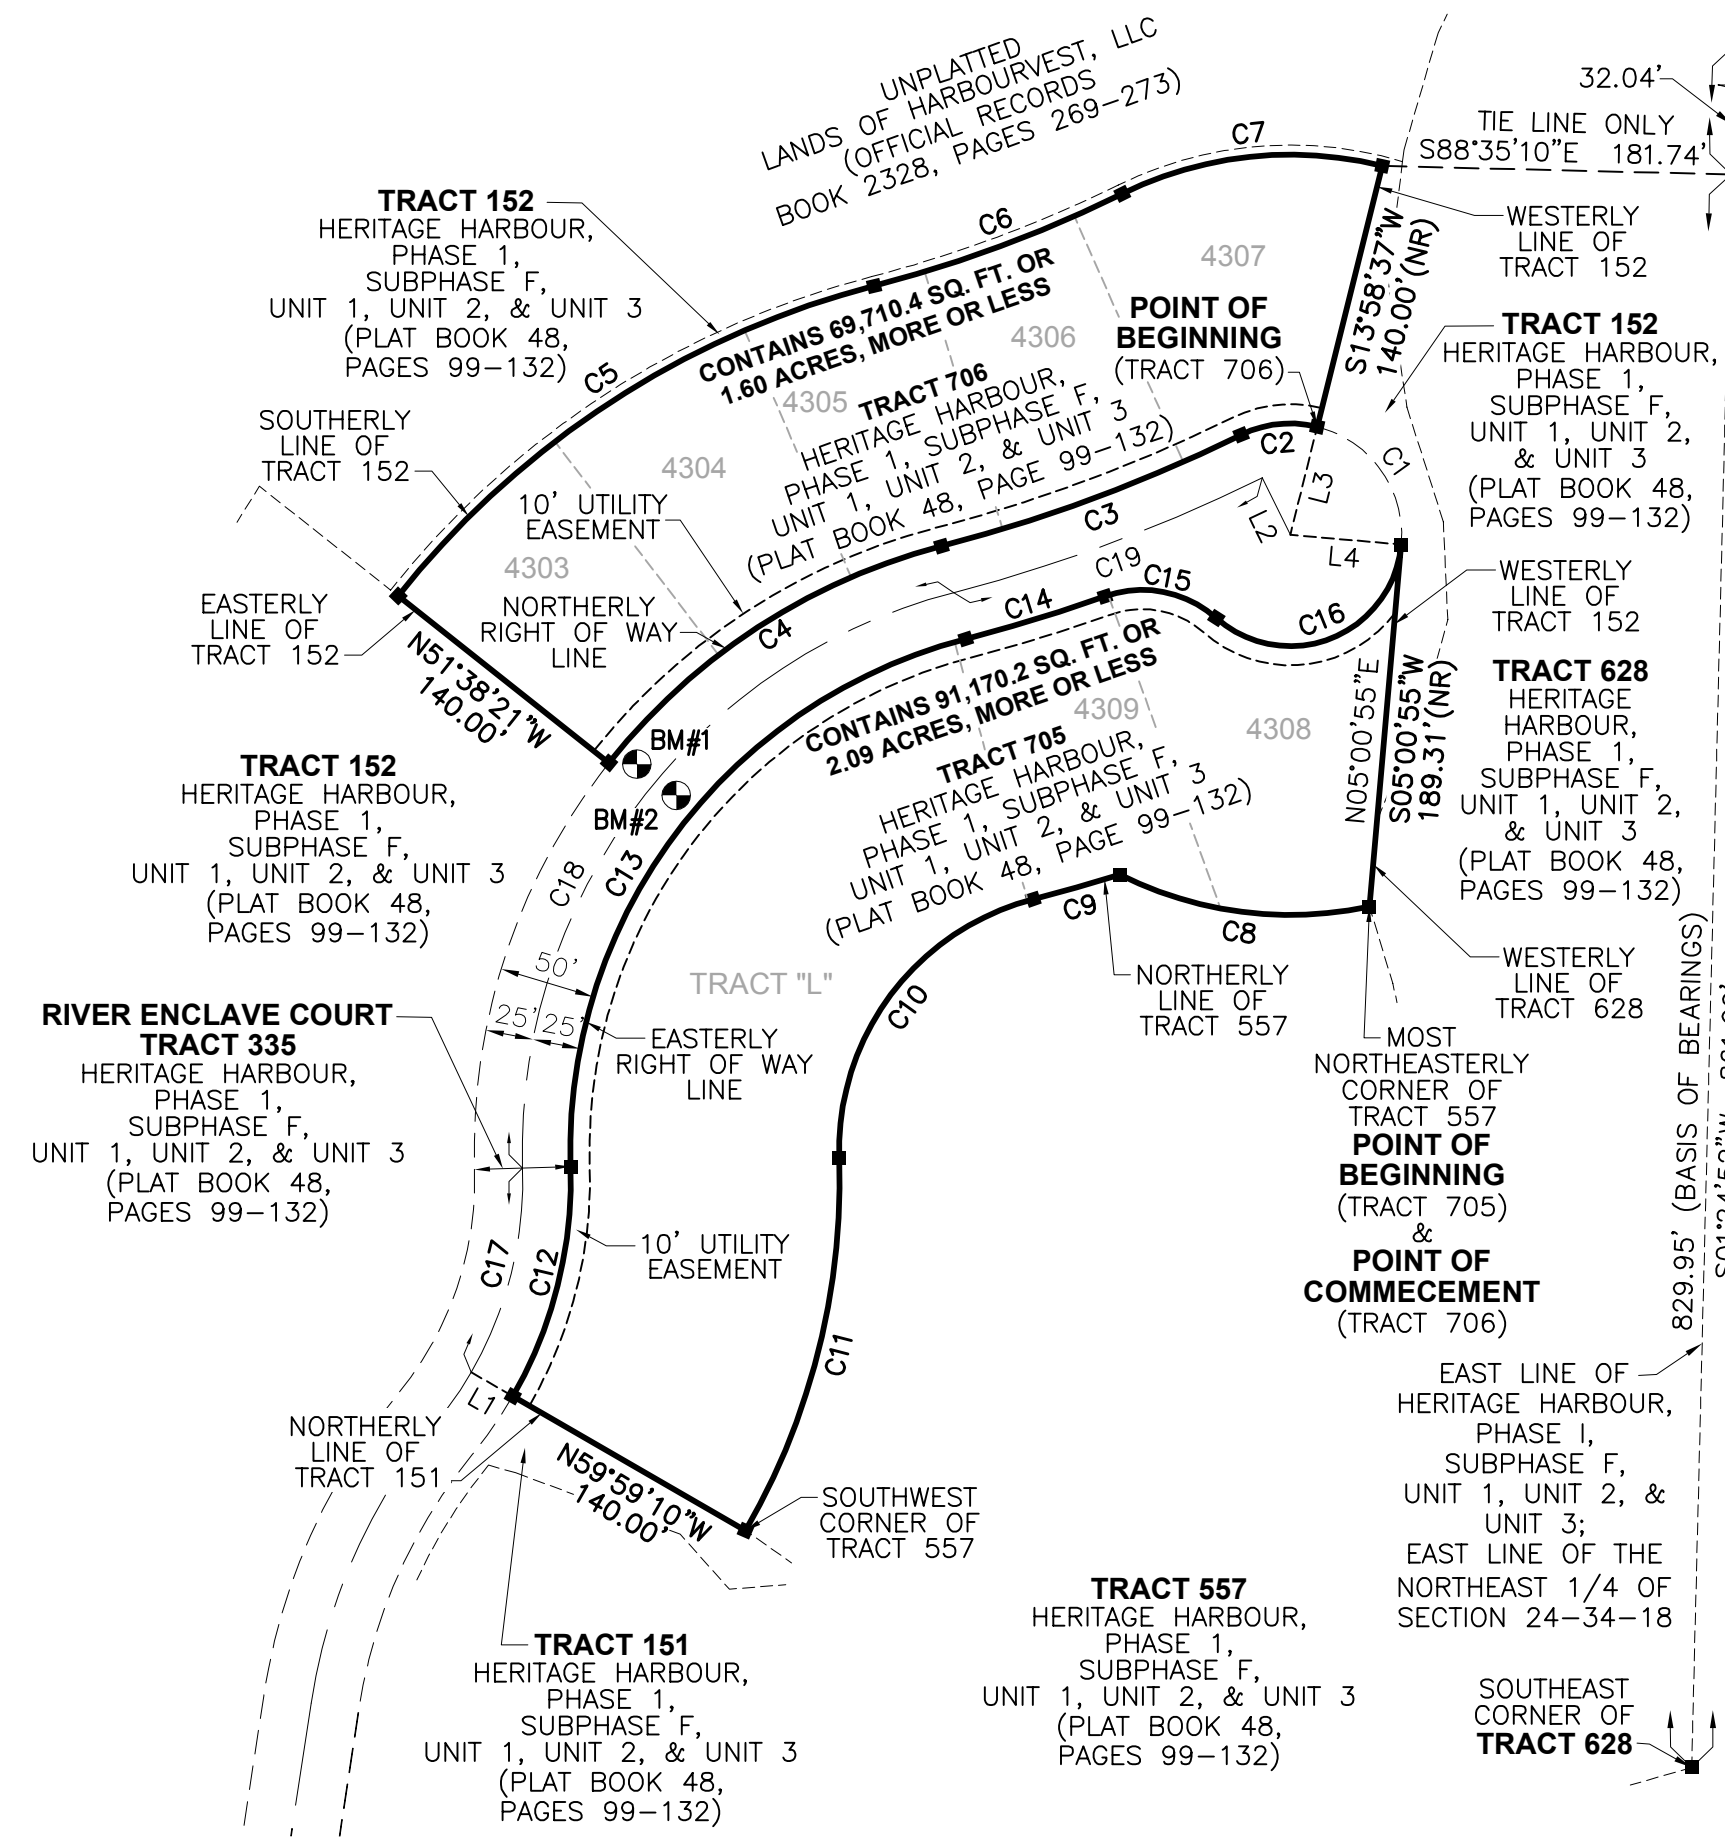 UNPLATTED
LANDS OF HARBOURVEST, LLC
(OFFICIAL RECORDS
BOOK 2328, PAGES 269-273)
32.04'
TIE LINE ONLY
S88°35'10"E 181.74'
C7
C6
C5
TRACT 152
HERITAGE HARBOUR,
PHASE 1,
SUBPHASE F,
UNIT 1, UNIT 2, & UNIT 3
(PLAT BOOK 48,
PAGES 99-132)
WESTERLY
LINE OF
TRACT 152
S13°58'37"W
140.00'(NR)
4307
CONTAINS 69,710.4 SQ. FT. OR
1.60 ACRES, MORE OR LESS
4306
POINT OF
BEGINNING
(TRACT 706)
TRACT 152
HERITAGE HARBOUR,
PHASE 1,
SUBPHASE F,
UNIT 1, UNIT 2,
& UNIT 3
(PLAT BOOK 48,
PAGES 99-132)
4305
TRACT 706
HERITAGE HARBOUR,
PHASE 1, SUBPHASE F,
UNIT 1, UNIT 2, & UNIT 3
(PLAT BOOK 48, PAGE 99-132)
SOUTHERLY
LINE OF
TRACT 152
4304
10' UTILITY
EASEMENT
C2
C1
L3
L2
L4
C3
4303
NORTHERLY
RIGHT OF WAY
LINE
C4
C19
C15
C14
C16
WESTERLY
LINE OF
TRACT 152
EASTERLY
LINE OF
TRACT 152
N51°38'21"W
140.00'
TRACT 628
HERITAGE
HARBOUR,
PHASE 1,
SUBPHASE F,
UNIT 1, UNIT 2,
& UNIT 3
(PLAT BOOK 48,
PAGES 99-132)
N05°00'55"E
S05°00'55"W
189.31'(NR)
CONTAINS 91,170.2 SQ. FT. OR
2.09 ACRES, MORE OR LESS
4309
4308
TRACT 705
HERITAGE HARBOUR,
PHASE 1, SUBPHASE F,
UNIT 1, UNIT 2, & UNIT 3
(PLAT BOOK 48, PAGE 99-132)
BM#1
BM#2
TRACT 152
HERITAGE HARBOUR,
PHASE 1,
SUBPHASE F,
UNIT 1, UNIT 2, & UNIT 3
(PLAT BOOK 48,
PAGES 99-132)
C18
C13
C9
C8
50'
TRACT "L"
C10
NORTHERLY
LINE OF
TRACT 557
WESTERLY
LINE OF
TRACT 628
25' 25'
RIVER ENCLAVE COURT
TRACT 335
HERITAGE HARBOUR,
PHASE 1,
SUBPHASE F,
UNIT 1, UNIT 2, & UNIT 3
(PLAT BOOK 48,
PAGES 99-132)
EASTERLY
RIGHT OF WAY
LINE
MOST
NORTHEASTERLY
CORNER OF
TRACT 557
POINT OF
BEGINNING
(TRACT 705)
&
POINT OF
COMMECEMENT
(TRACT 706)
829.95' (BASIS OF BEARINGS)
10' UTILITY
EASEMENT
C17
C12
C11
L1
NORTHERLY
LINE OF
TRACT 151
N59°59'10"W
140.00'
SOUTHWEST
CORNER OF
TRACT 557
EAST LINE OF
HERITAGE HARBOUR,
PHASE I,
SUBPHASE F,
UNIT 1, UNIT 2, &
UNIT 3;
EAST LINE OF THE
NORTHEAST 1/4 OF
SECTION 24-34-18
TRACT 557
HERITAGE HARBOUR,
PHASE 1,
SUBPHASE F,
UNIT 1, UNIT 2, & UNIT 3
(PLAT BOOK 48,
PAGES 99-132)
TRACT 151
HERITAGE HARBOUR,
PHASE 1,
SUBPHASE F,
UNIT 1, UNIT 2, & UNIT 3
(PLAT BOOK 48,
PAGES 99-132)
SOUTHEAST
CORNER OF
TRACT 628